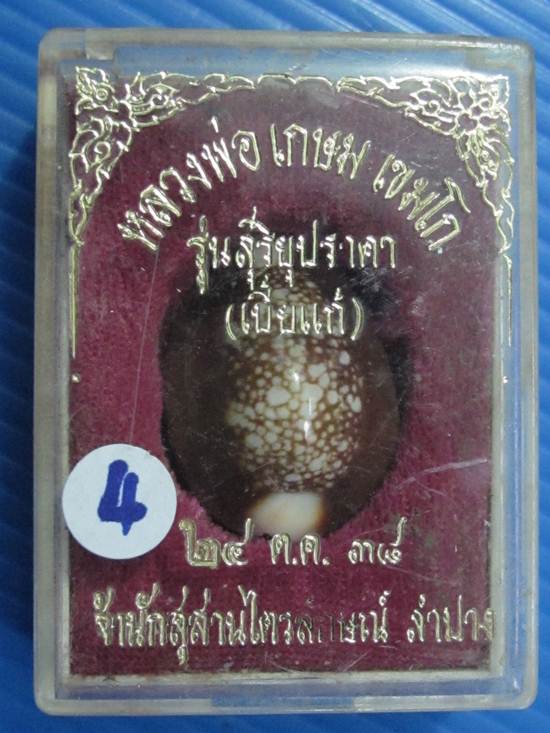 หลวงพ่อ เกษม เขมโก
รุ่นสุริยุปราคา
(เบี้ยแก้)
4
๒๔ ต.ค. ๓๘
สำนักสุสานไตรลักษณ์ ลำปาง